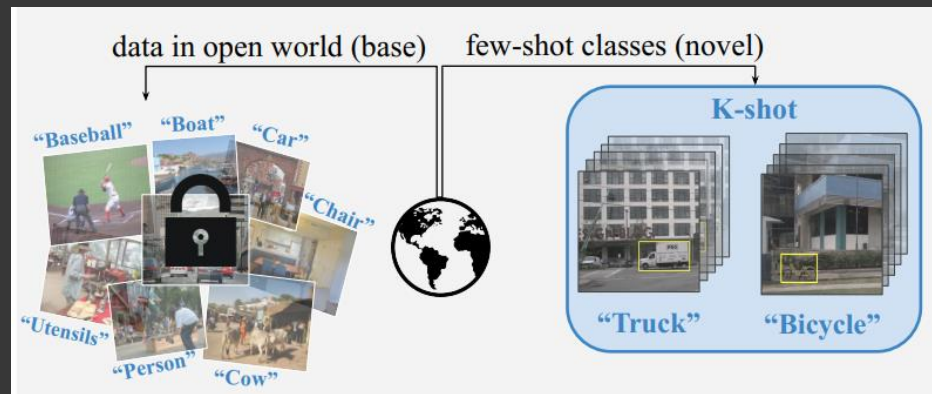 data in open world (base)
few-shot classes (novel)
“Baseball”
“Boat”
“Car”
“Chair”
“Utensils”
“Person”
“Cow”
K-shot
“Truck”
“Bicycle”